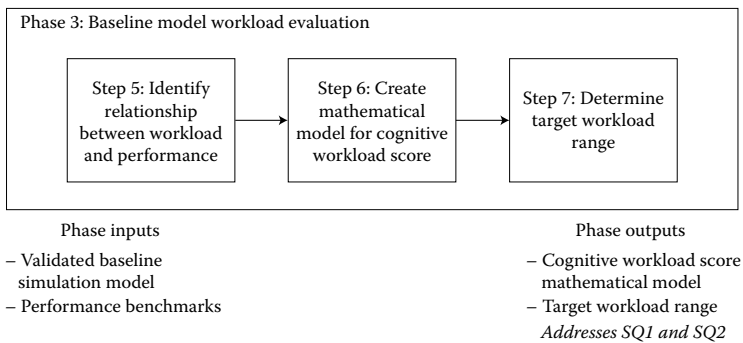 Phase 3: Baseline model workload evaluation
Step 5: Identify
relationship
between workload
and performance
Step 6: Create
mathematical
model for cognitive
workload score
Step 7: Determine
target workload
range
Phase inputs
– Validated baseline
simulation model
– Performance benchmarks
Phase outputs
– Cognitive workload score
mathematical model
– Target workload range
Addresses SQ1 and SQ2